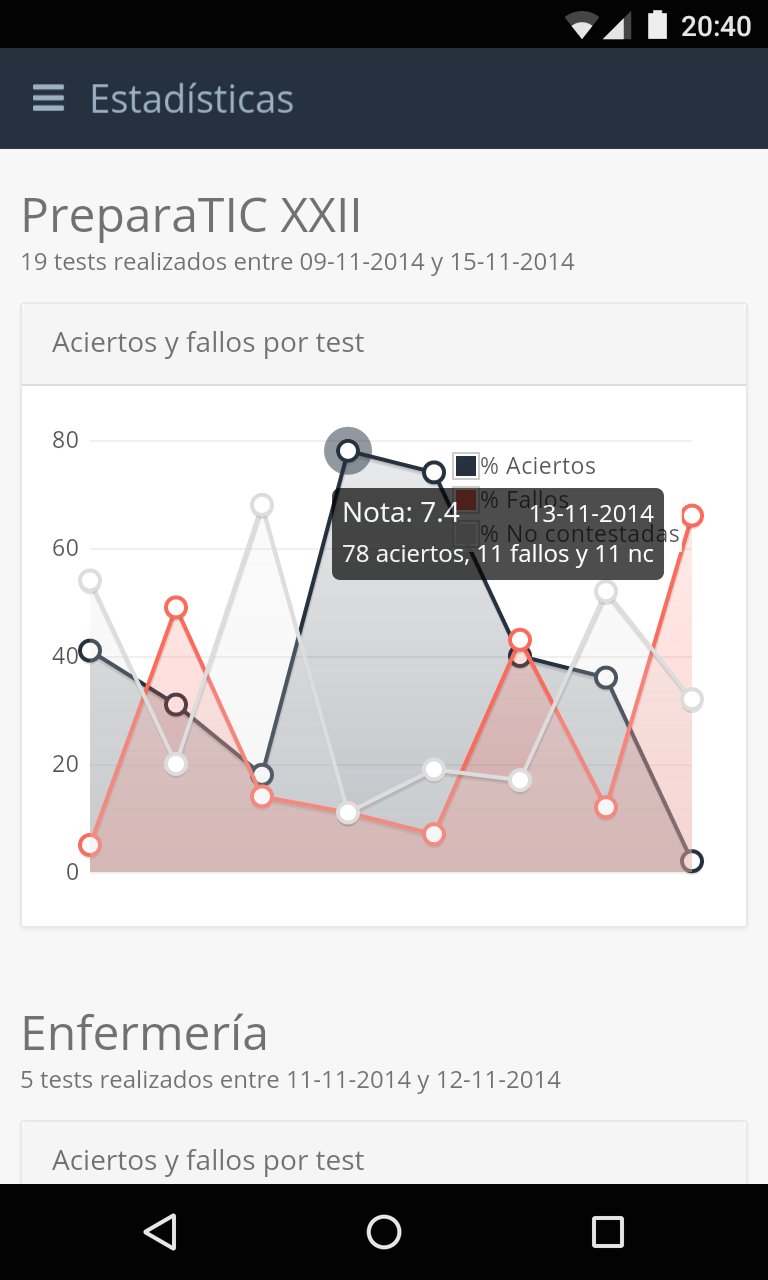 20:40
Estadísticas
PreparaTIC XXII
19 tests realizados entre 09-11-2014 y 15-11-2014
Aciertos y fallos por test
80
% Aciertos
% Fallos
Nota: 7.4 13-11-2014
% No contestadas
60
78 aciertos, 11 fallos y 11 nc
40
20
0
Enfermería
5 tests realizados entre 11-11-2014 y 12-11-2014
Aciertos y fallos por test